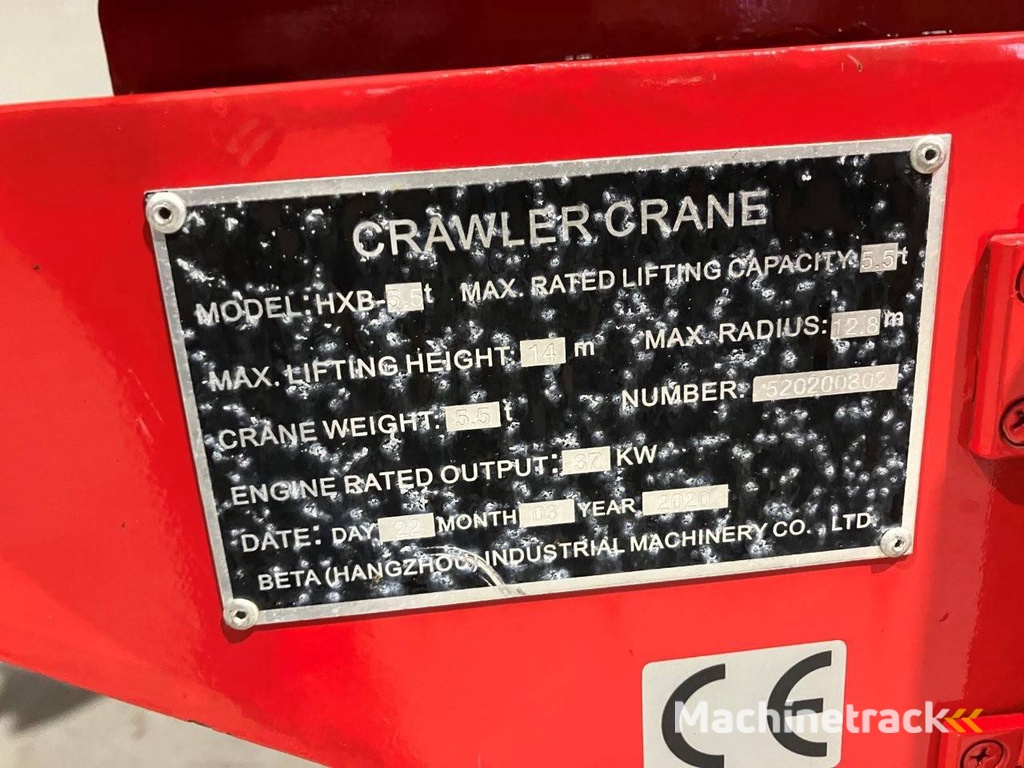 CRAWLER CRANE
MODEL: HXB-5.5t MAX. RATED LIFTING CAPACITY: 5.5t
MAX. LIFTING HEIGHT: 14 m MAX. RADIUS: 12.8 m
CRANE WEIGHT: 5.5 t NUMBER: 520200302
ENGINE RATED OUTPUT: 37 KW
DATE: DAY 22 MONTH 03 YEAR 2020
BETA (HANGZHOU) INDUSTRIAL MACHINERY CO., LTD
CE
Machinetrack